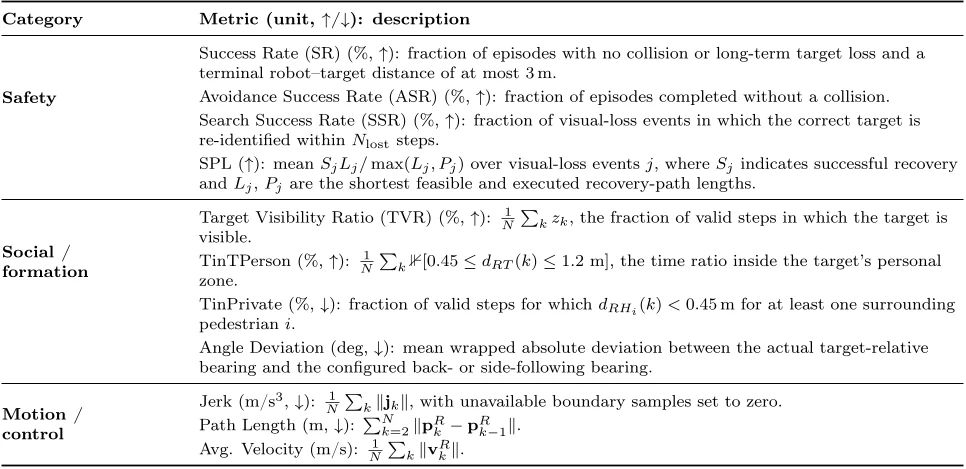 Category Metric (unit, ↑/↓): description
Success Rate (SR) (%, ↑): fraction of episodes with no collision or long-term target loss and a
terminal robot–target distance of at most 3 m.
Safety
Avoidance Success Rate (ASR) (%, ↑): fraction of episodes completed without a collision.
Search Success Rate (SSR) (%, ↑): fraction of visual-loss events in which the correct target is
re-identified within N_lost steps.
SPL (↑): mean S_j L_j / max(L_j, P_j) over visual-loss events j, where S_j indicates successful recovery
and L_j, P_j are the shortest feasible and executed recovery-path lengths.
Social /
formation
Target Visibility Ratio (TVR) (%, ↑): 1/N ∑_k z_k, the fraction of valid steps in which the target is
visible.
TinTPerson (%, ↑): 1/N ∑_k ⊮[0.45 ≤ d_RT(k) ≤ 1.2 m], the time ratio inside the target's personal
zone.
TinPrivate (%, ↓): fraction of valid steps for which d_{RH_i}(k) < 0.45 m for at least one surrounding
pedestrian i.
Angle Deviation (deg, ↓): mean wrapped absolute deviation between the actual target-relative
bearing and the configured back- or side-following bearing.
Motion /
control
Jerk (m/s³, ↓): 1/N ∑_k ‖j_k‖, with unavailable boundary samples set to zero.
Path Length (m, ↓): ∑_{k=2}^{N} ‖p_k^R − p_{k−1}^R‖.
Avg. Velocity (m/s): 1/N ∑_k ‖v_k^R‖.